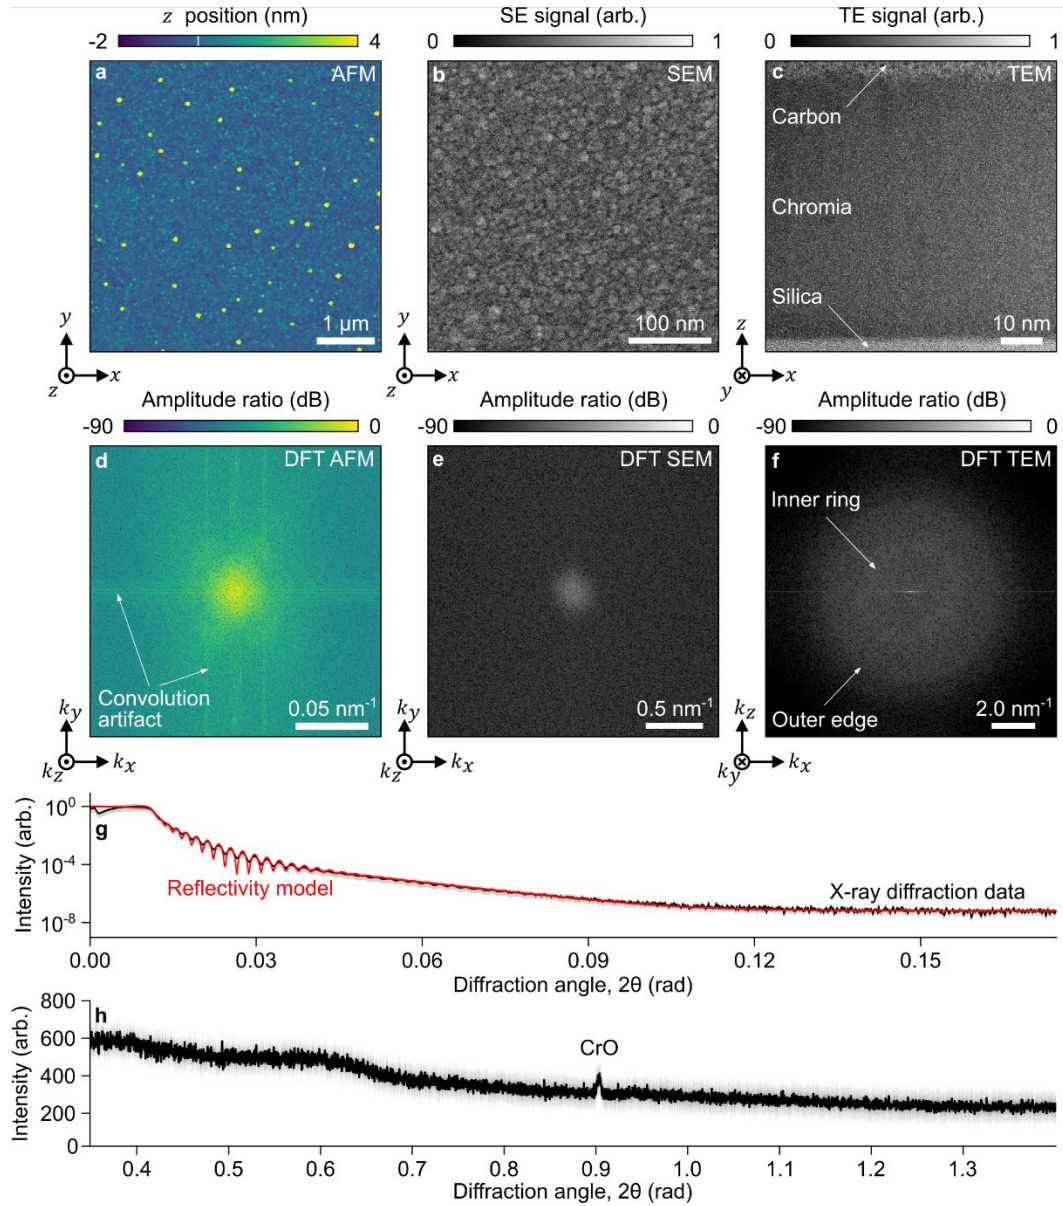 z position (nm)
-2 4
a AFM
1 µm
y
z x
SE signal (arb.)
0 1
b SEM
100 nm
y
z x
TE signal (arb.)
0 1
c TEM
Carbon
Chromia
Silica
10 nm
z
y x
Amplitude ratio (dB)
-90 0
d DFT AFM
Convolution
artifact
0.05 nm⁻¹
k_y
k_z k_x
Amplitude ratio (dB)
-90 0
e DFT SEM
0.5 nm⁻¹
k_y
k_z k_x
Amplitude ratio (dB)
-90 0
f DFT TEM
Inner ring
Outer edge
2.0 nm⁻¹
k_z
k_y k_x
Intensity (arb.)
10⁰
10⁻⁴
10⁻⁸
g
Reflectivity model
X-ray diffraction data
0.00 0.03 0.06 0.09 0.12 0.15
Diffraction angle, 2θ (rad)
Intensity (arb.)
800
600
400
200
0
h
CrO
0.4 0.5 0.6 0.7 0.8 0.9 1.0 1.1 1.2 1.3
Diffraction angle, 2θ (rad)